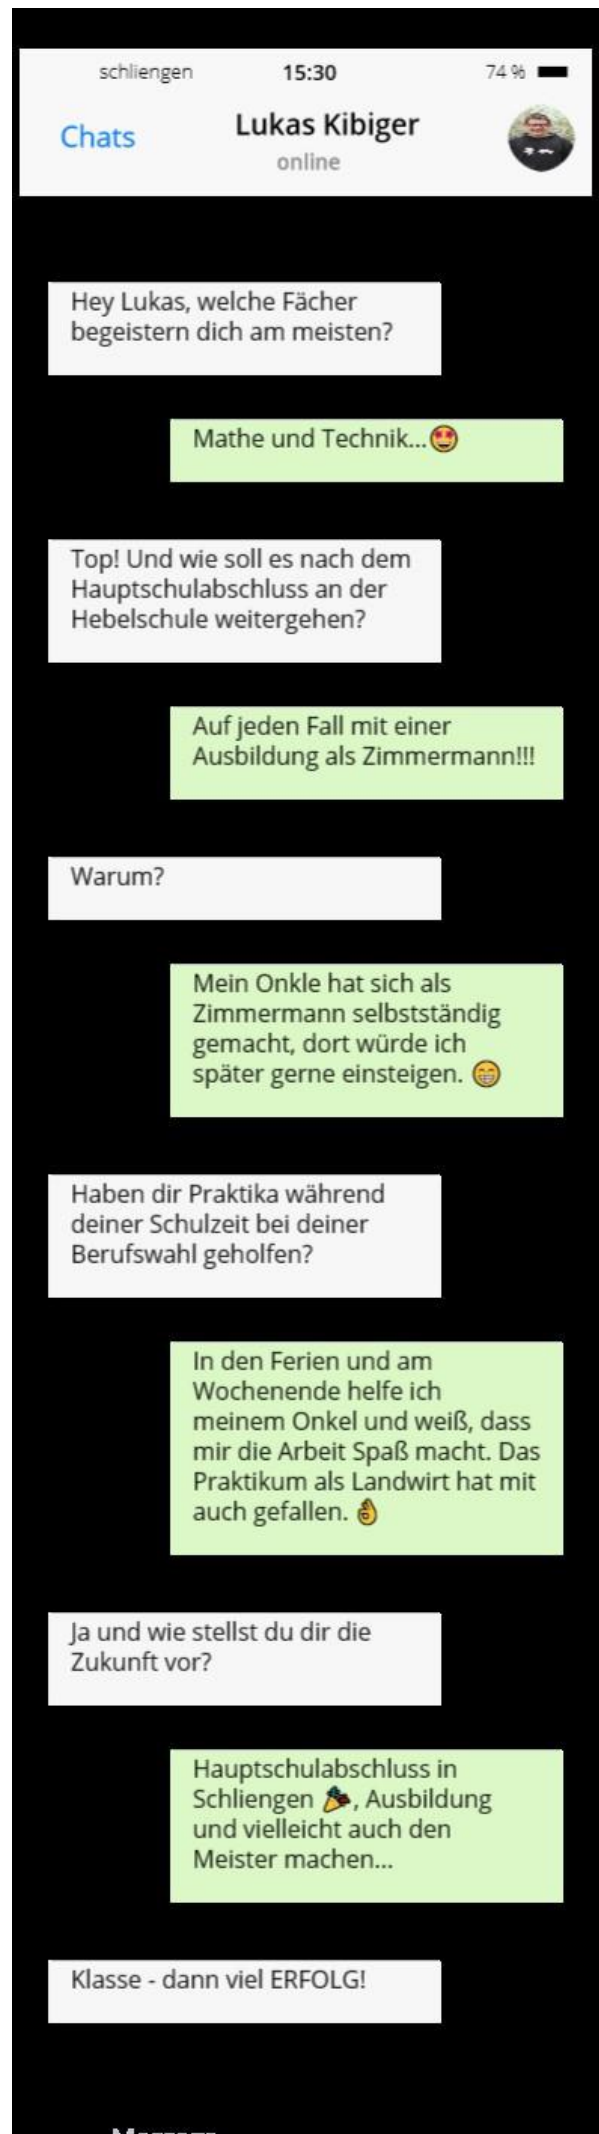 schliengen 15:30 74 %
Chats Lukas Kibiger
online
Hey Lukas, welche Fächer
begeistern dich am meisten?
Mathe und Technik...🤩
Top! Und wie soll es nach dem
Hauptschulabschluss an der
Hebelschule weitergehen?
Auf jeden Fall mit einer
Ausbildung als Zimmermann!!!
Warum?
Mein Onkle hat sich als
Zimmermann selbstständig
gemacht, dort würde ich
später gerne einsteigen. 😁
Haben dir Praktika während
deiner Schulzeit bei deiner
Berufswahl geholfen?
In den Ferien und am
Wochenende helfe ich
meinem Onkel und weiß, dass
mir die Arbeit Spaß macht. Das
Praktikum als Landwirt hat mit
auch gefallen. 👌
Ja und wie stellst du dir die
Zukunft vor?
Hauptschulabschluss in
Schliengen 🎉, Ausbildung
und vielleicht auch den
Meister machen...
Klasse - dann viel ERFOLG!